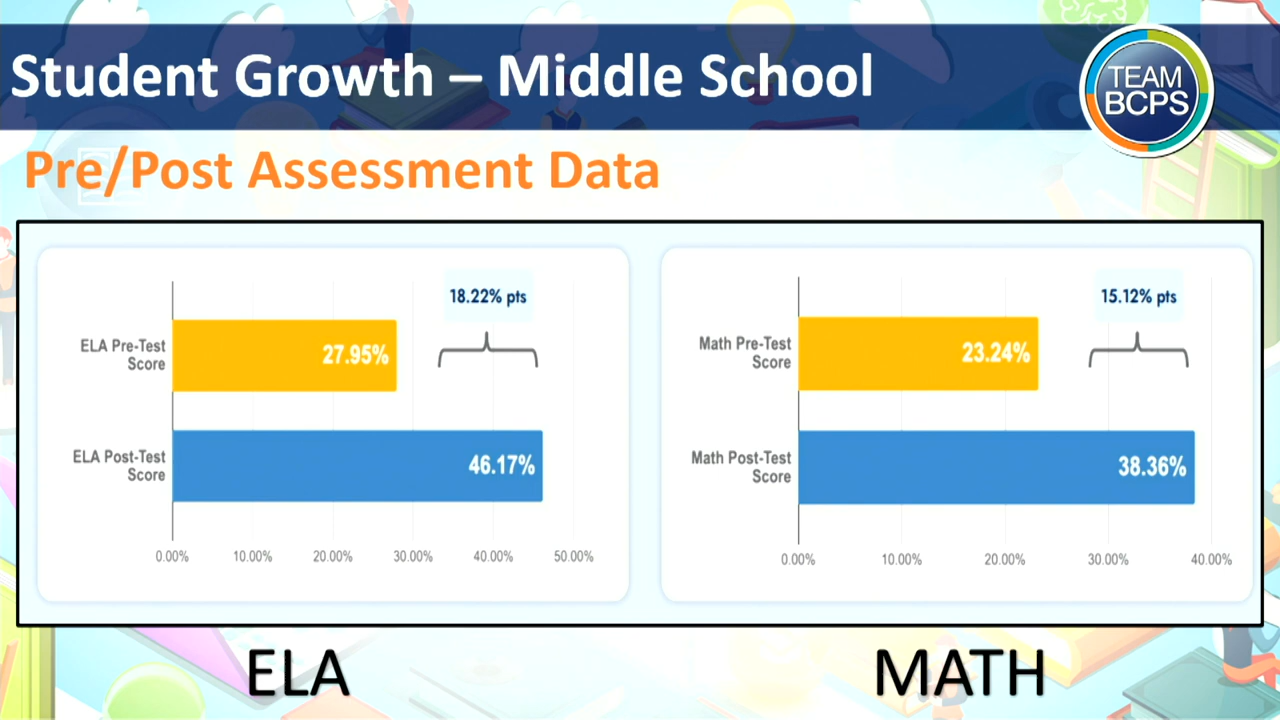 Student Growth – Middle School
TEAM
BCPS
Pre/Post Assessment Data
18.22% pts
ELA Pre-Test
Score
27.95%
ELA Post-Test
Score
46.17%
0.00% 10.00% 20.00% 30.00% 40.00% 50.00%
15.12% pts
Math Pre-Test
Score
23.24%
Math Post-Test
Score
38.36%
0.00% 10.00% 20.00% 30.00% 40.00%
ELA
MATH